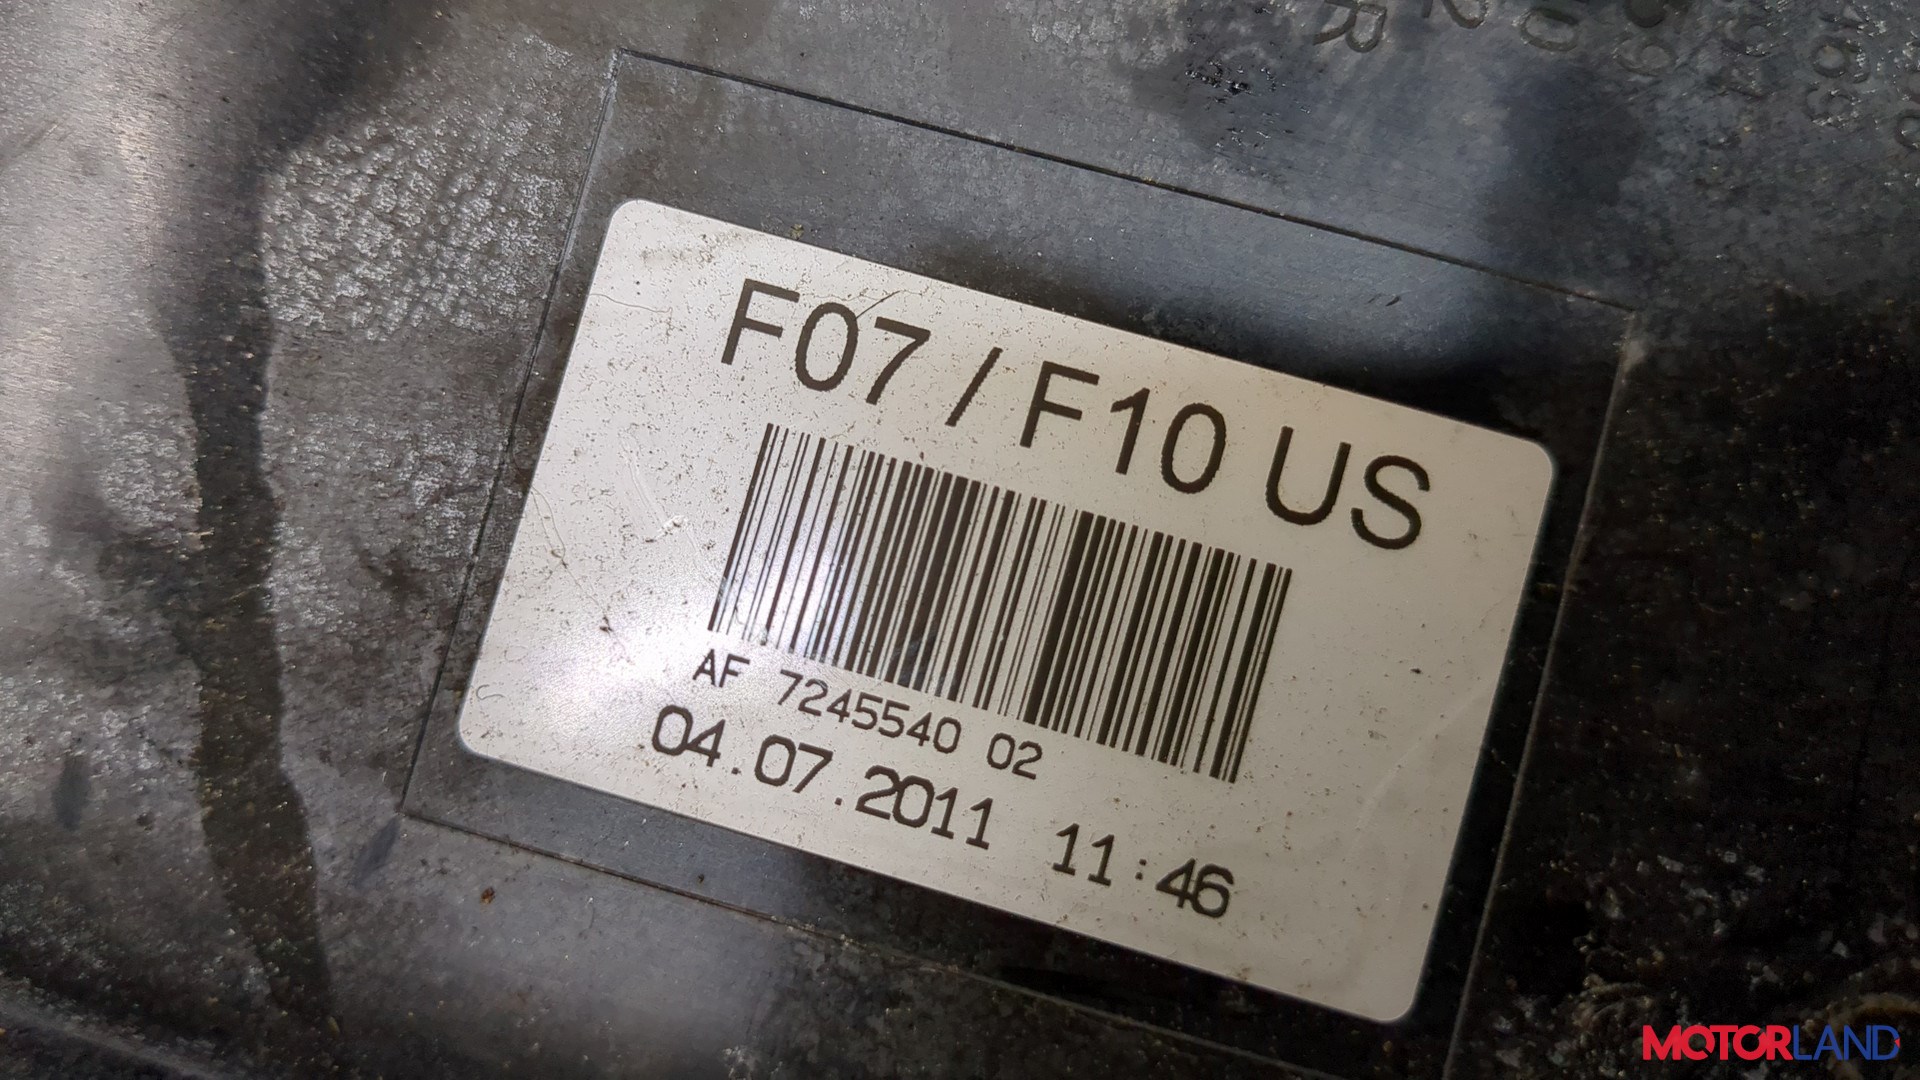 F07 / F10 US
AF 7245540 02
04.07.2011 11:46
MOTORLAND